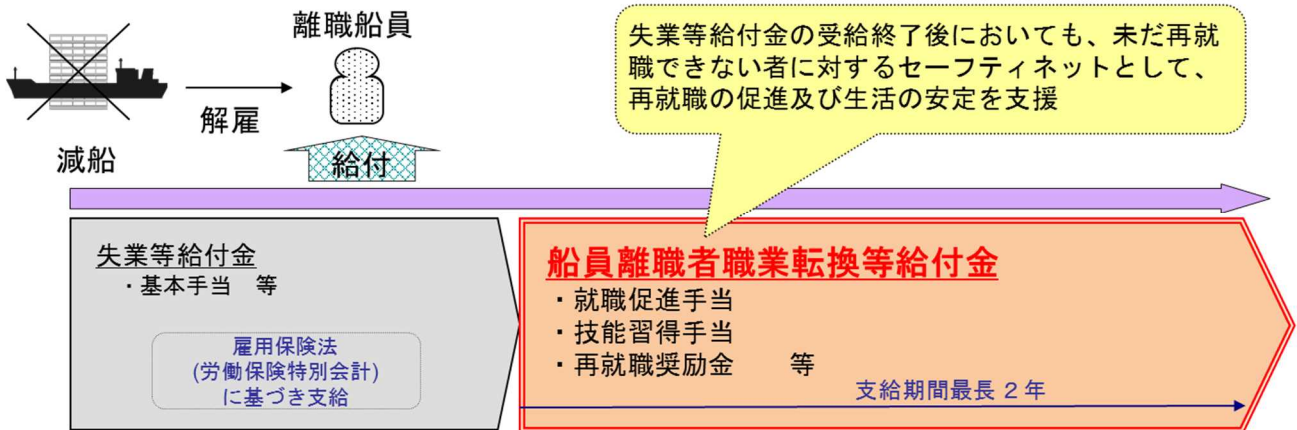 離職船員
解雇
減船
給付
失業等給付金の受給終了後においても、未だ再就
職できない者に対するセーフティネットとして、
再就職の促進及び生活の安定を支援
失業等給付金
・基本手当　等
雇用保険法
(労働保険特別会計)
に基づき支給
船員離職者職業転換等給付金
・就職促進手当
・技能習得手当
・再就職奨励金　　等
支給期間最長２年